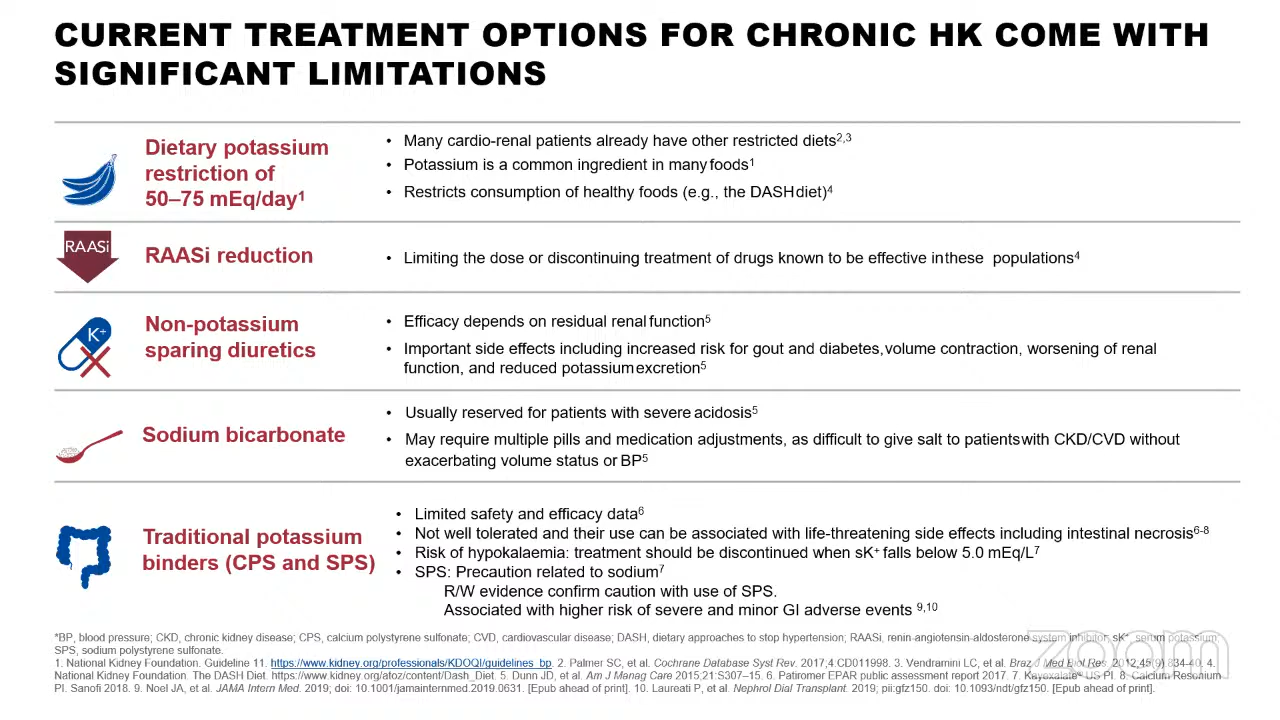 CURRENT TREATMENT OPTIONS FOR CHRONIC HK COME WITH
SIGNIFICANT LIMITATIONS
Dietary potassium
restriction of
50–75 mEq/day1
• Many cardio-renal patients already have other restricted diets2,3
• Potassium is a common ingredient in many foods1
• Restricts consumption of healthy foods (e.g., the DASH diet)4
RAASi
RAASi reduction
• Limiting the dose or discontinuing treatment of drugs known to be effective in these populations4
K+
Non-potassium
sparing diuretics
• Efficacy depends on residual renal function5
• Important side effects including increased risk for gout and diabetes, volume contraction, worsening of renal
function, and reduced potassium excretion5
Sodium bicarbonate
• Usually reserved for patients with severe acidosis5
• May require multiple pills and medication adjustments, as difficult to give salt to patients with CKD/CVD without
exacerbating volume status or BP5
Traditional potassium
binders (CPS and SPS)
• Limited safety and efficacy data6
• Not well tolerated and their use can be associated with life-threatening side effects including intestinal necrosis6-8
• Risk of hypokalaemia: treatment should be discontinued when sK+ falls below 5.0 mEq/L7
• SPS: Precaution related to sodium7
R/W evidence confirm caution with use of SPS.
Associated with higher risk of severe and minor GI adverse events 9,10
*BP, blood pressure; CKD, chronic kidney disease; CPS, calcium polystyrene sulfonate; CVD, cardiovascular disease; DASH, dietary approaches to stop hypertension; RAASi, renin-angiotensin-aldosterone system inhibitor; sK+, serum potassium;
SPS, sodium polystyrene sulfonate.
1. National Kidney Foundation. Guideline 11. https://www.kidney.org/professionals/KDOQI/guidelines_bp. 2. Palmer SC, et al. Cochrane Database Syst Rev. 2017;4:CD011998. 3. Vendramini LC, et al. Braz J Med Biol Res. 2012;45(9):834-40. 4.
National Kidney Foundation. The DASH Diet. https://www.kidney.org/atoz/content/Dash_Diet. 5. Dunn JD, et al. Am J Manag Care 2015;21:S307–15. 6. Patiromer EPAR public assessment report 2017. 7. Kayexalate® US PI. 8. Calcium Resonium
PI. Sanofi 2018. 9. Noel JA, et al. JAMA Intern Med. 2019; doi: 10.1001/jamainternmed.2019.0631. [Epub ahead of print]. 10. Laureati P, et al. Nephrol Dial Transplant. 2019; pii:gfz150. doi: 10.1093/ndt/gfz150. [Epub ahead of print].
zoom